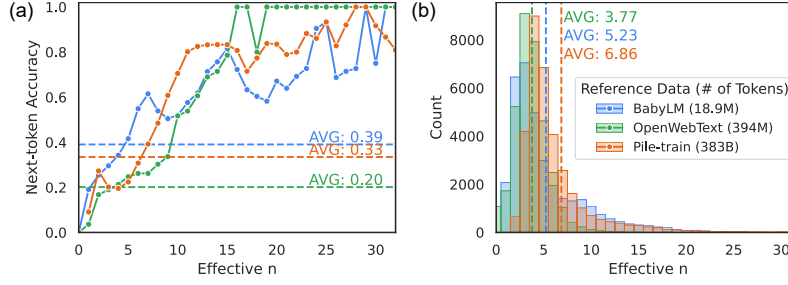 (a)
Next-token Accuracy
1.0
0.8
0.6
0.4
0.2
0.0
AVG: 0.39
AVG: 0.33
AVG: 0.20
0
5
10
15
20
25
30
Effective n
(b)
Count
8000
6000
4000
2000
0
AVG: 3.77
AVG: 5.23
AVG: 6.86
Reference Data (# of Tokens)
BabyLM (18.9M)
OpenWebText (394M)
Pile-train (383B)
0
5
10
15
20
25
30
Effective n